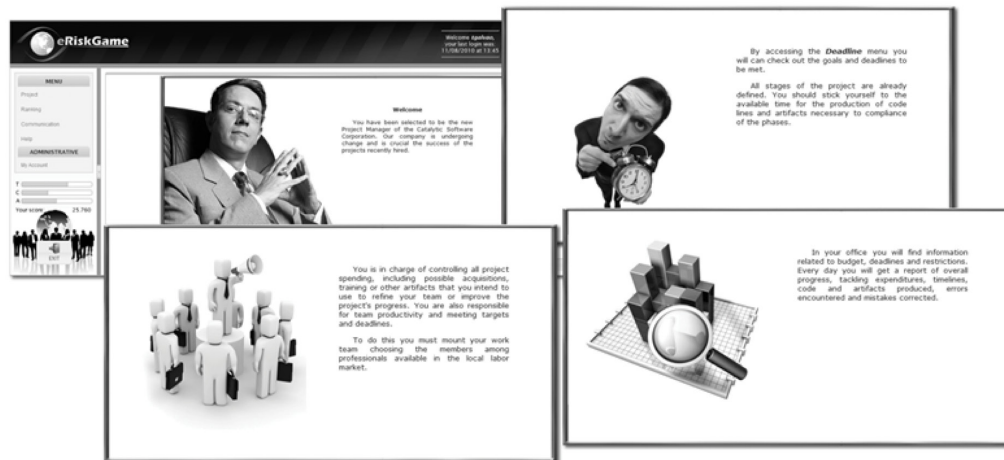 eRiskGame
Welcome tgalvao,
your last login was:
11/08/2010 at 13:45
MENU
Project
Ranking
Communication
Help
ADMINISTRATIVE
My Account
T
C
A
Your score: 25.760
EXIT
Welcome
You have been selected to be the new
Project Manager of the Catalytic Software
Corporation. Our company is undergoing
change and is crucial the success of the
projects recently hired.
By accessing the Deadline menu you
will can check out the goals and deadlines to
be met.
All stages of the project are already
defined. You should stick yourself to the
available time for the production of code
lines and artifacts necessary to compliance
of the phases.
You is in charge of controlling all project
spending, including possible acquisitions,
training or other artifacts that you intend to
use to refine your team or improve the
project's progress. You are also responsible
for team productivity and meeting targets
and deadlines.
To do this you must mount your work
team choosing the members among
professionals available in the local labor
market.
In your office you will find information
related to budget, deadlines and restrictions.
Every day you will get a report of overall
progress, tackling expenditures, timelines,
code and artifacts produced, errors
encountered and mistakes corrected.